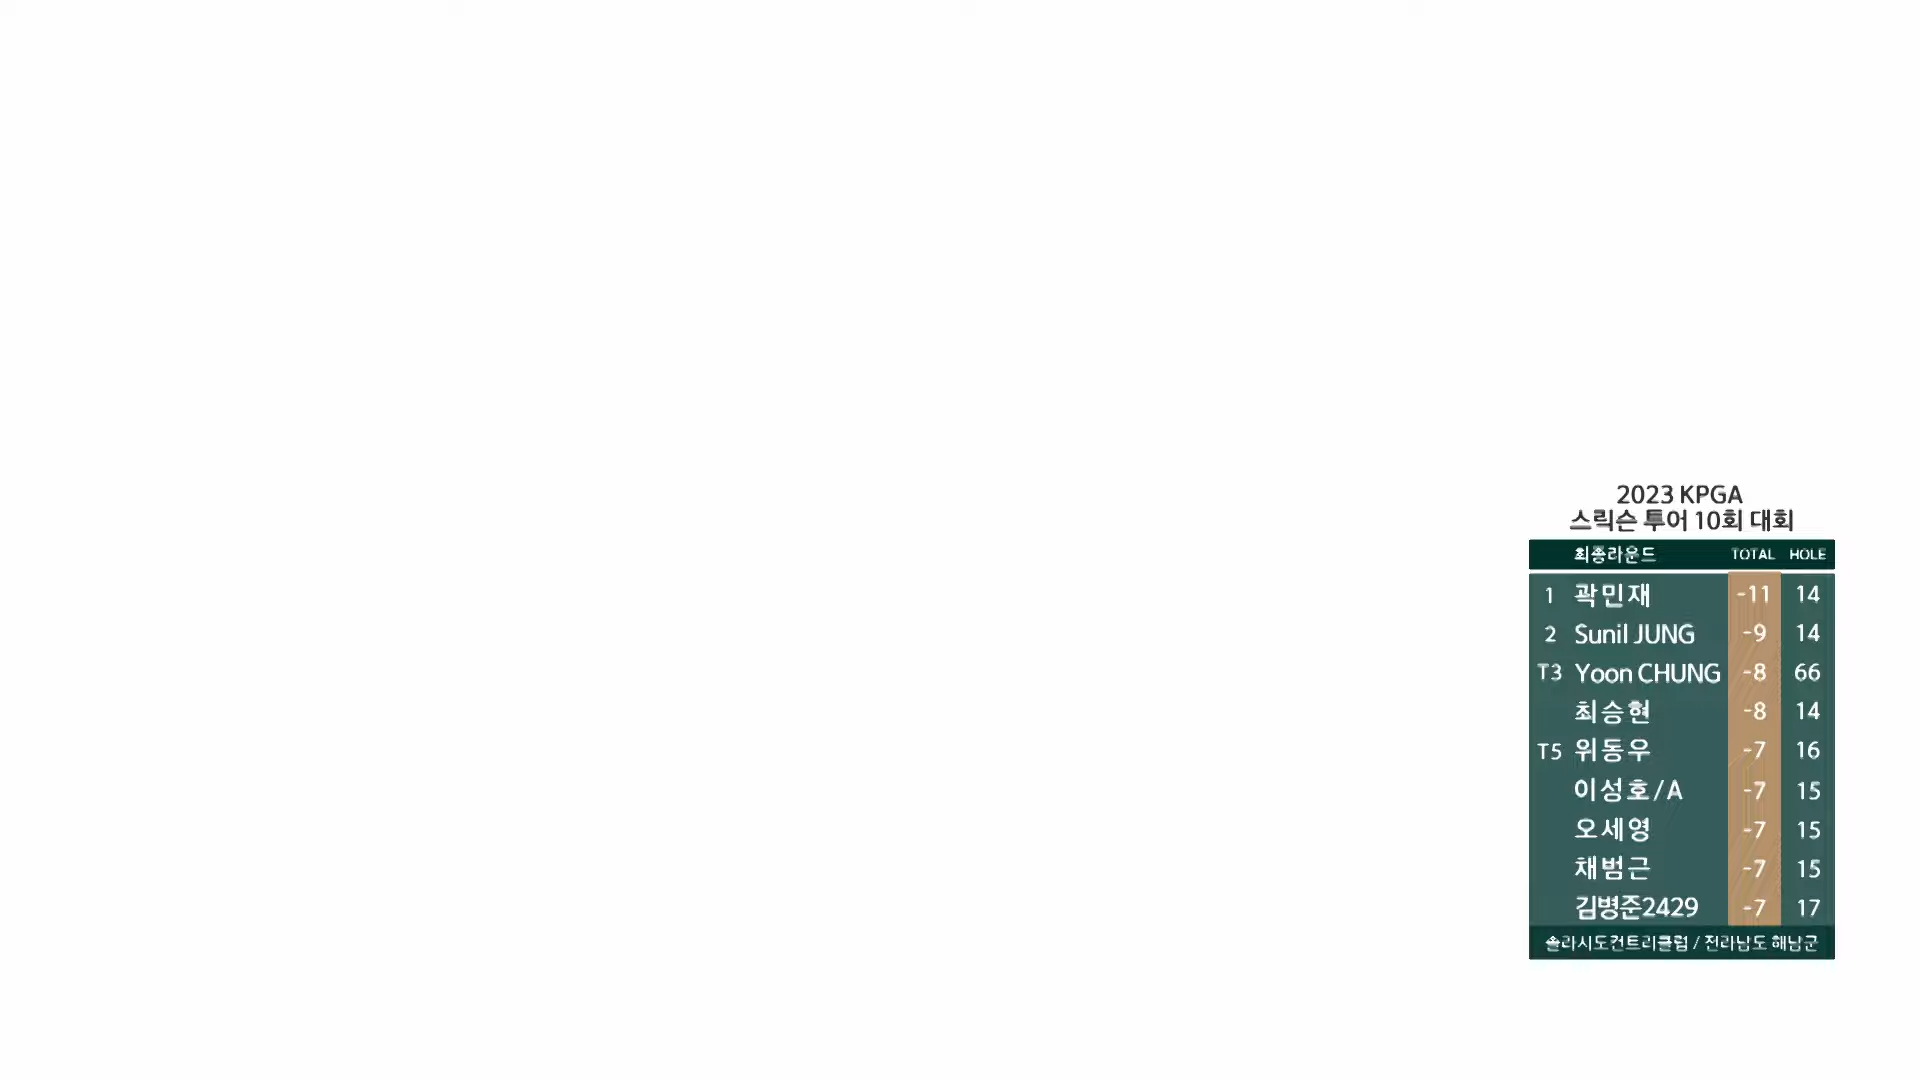 2023 KPGA
스릭슨 투어 10회 대회
최종라운드 TOTAL HOLE
1 곽민재 -11 14
2 Sunil JUNG -9 14
T3 Yoon CHUNG -8 66
최승현 -8 14
T5 위동우 -7 16
이성호/A -7 15
오세영 -7 15
채범근 -7 15
김병준2429 -7 17
솔라시도컨트리클럽 / 전라남도 해남군